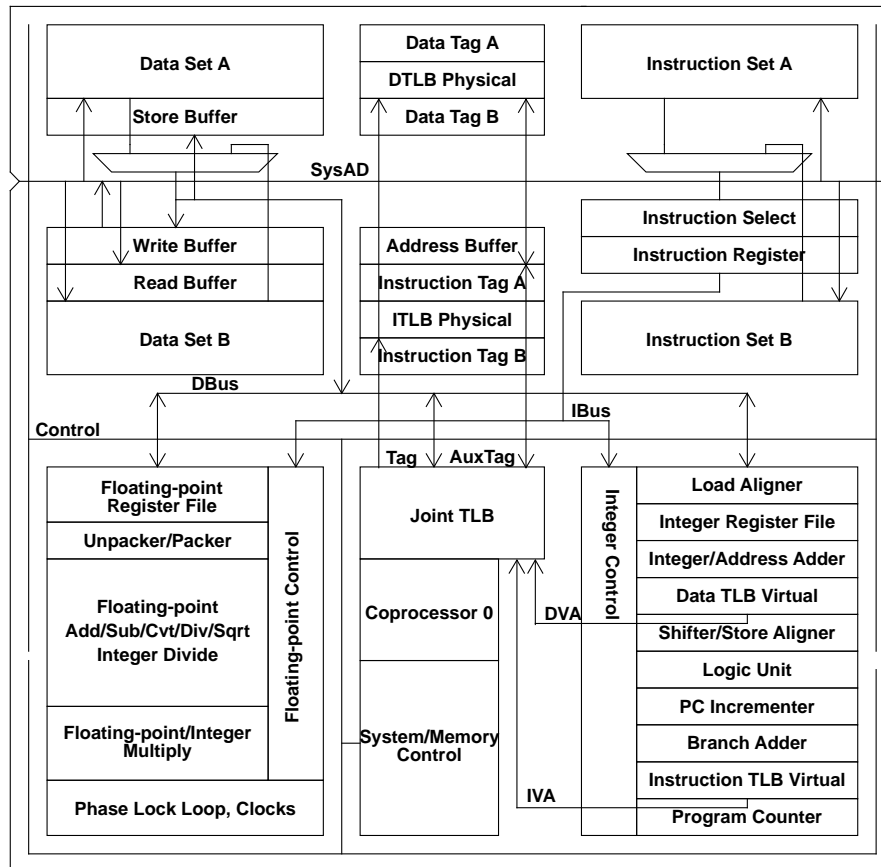 Data Set A
Store Buffer
Data Tag A
DTLB Physical
Data Tag B
Instruction Set A
SysAD
Write Buffer
Read Buffer
Data Set B
Address Buffer
Instruction Tag A
ITLB Physical
Instruction Tag B
Instruction Select
Instruction Register
Instruction Set B
DBus
IBus
Control
Tag
AuxTag
Floating-point
Register File
Unpacker/Packer
Floating-point
Add/Sub/Cvt/Div/Sqrt
Integer Divide
Floating-point/Integer
Multiply
Floating-point Control
Phase Lock Loop, Clocks
Joint TLB
Coprocessor 0
System/Memory
Control
DVA
IVA
Integer Control
Load Aligner
Integer Register File
Integer/Address Adder
Data TLB Virtual
Shifter/Store Aligner
Logic Unit
PC Incrementer
Branch Adder
Instruction TLB Virtual
Program Counter